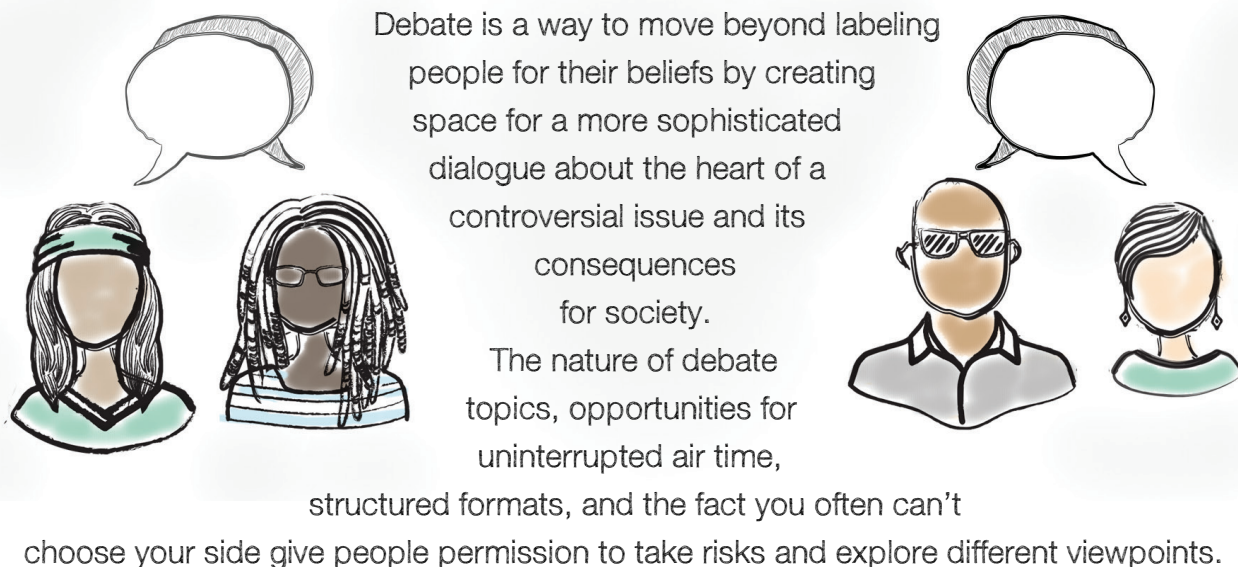 Debate is a way to move beyond labeling
people for their beliefs by creating
space for a more sophisticated
dialogue about the heart of a
controversial issue and its
consequences
for society.
The nature of debate
topics, opportunities for
uninterrupted air time,
structured formats, and the fact you often can't
choose your side give people permission to take risks and explore different viewpoints.